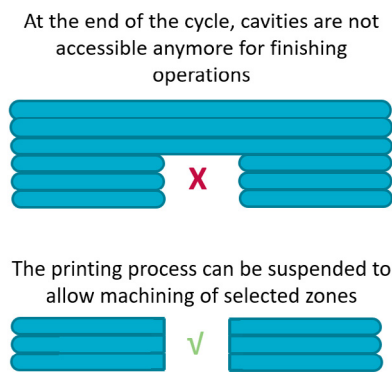 At the end of the cycle, cavities are not
accessible anymore for finishing
operations
X
The printing process can be suspended to
allow machining of selected zones
√